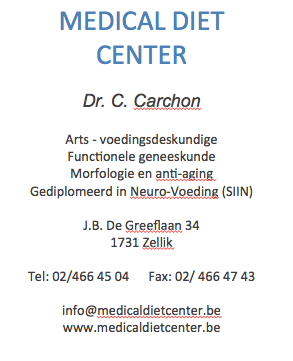 MEDICAL DIET
CENTER
Dr. C. Carchon
Arts - voedingsdeskundige
Functionele geneeskunde
Morfologie en anti-aging
Gediplomeerd in Neuro-Voeding (SIIN)
J.B. De Greeflaan 34
1731 Zellik
Tel: 02/466 45 04 Fax: 02/ 466 47 43
info@medicaldietcenter.be
www.medicaldietcenter.be